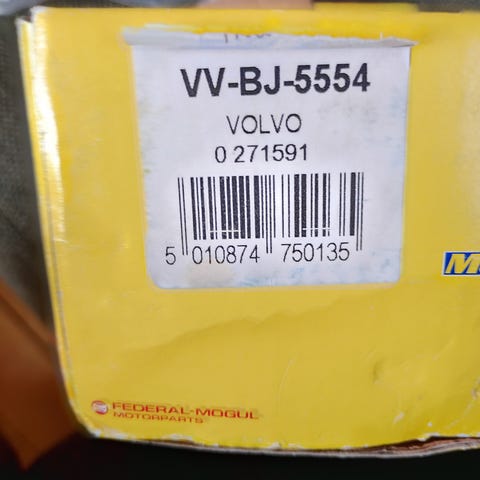 VV-BJ-5554
VOLVO
0 271591
5 010874 750135
FEDERAL-MOGUL
MOTORPARTS